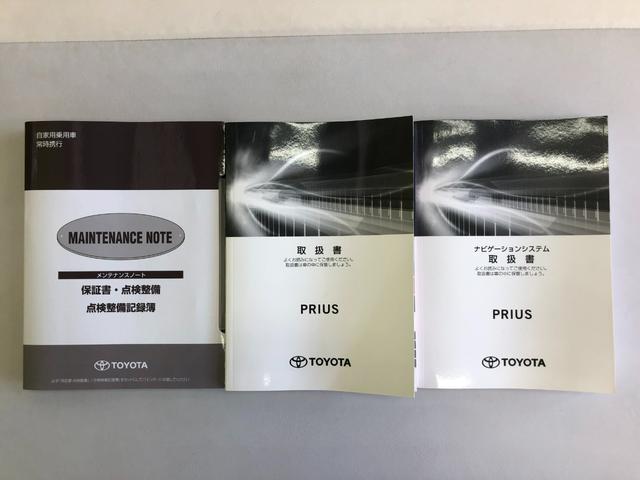 自家用乗用車
常時携行
MAINTENANCE NOTE
メンテナンスノート
保証書・点検整備
点検整備記録簿
TOYOTA
取扱書
よくお読みになってご使用ください。
取扱書は車の中に保管しましょう。
PRIUS
TOYOTA
ナビゲーションシステム
取扱書
よくお読みになってご使用ください。
取扱書は車の中に保管しましょう。
PRIUS
TOYOTA